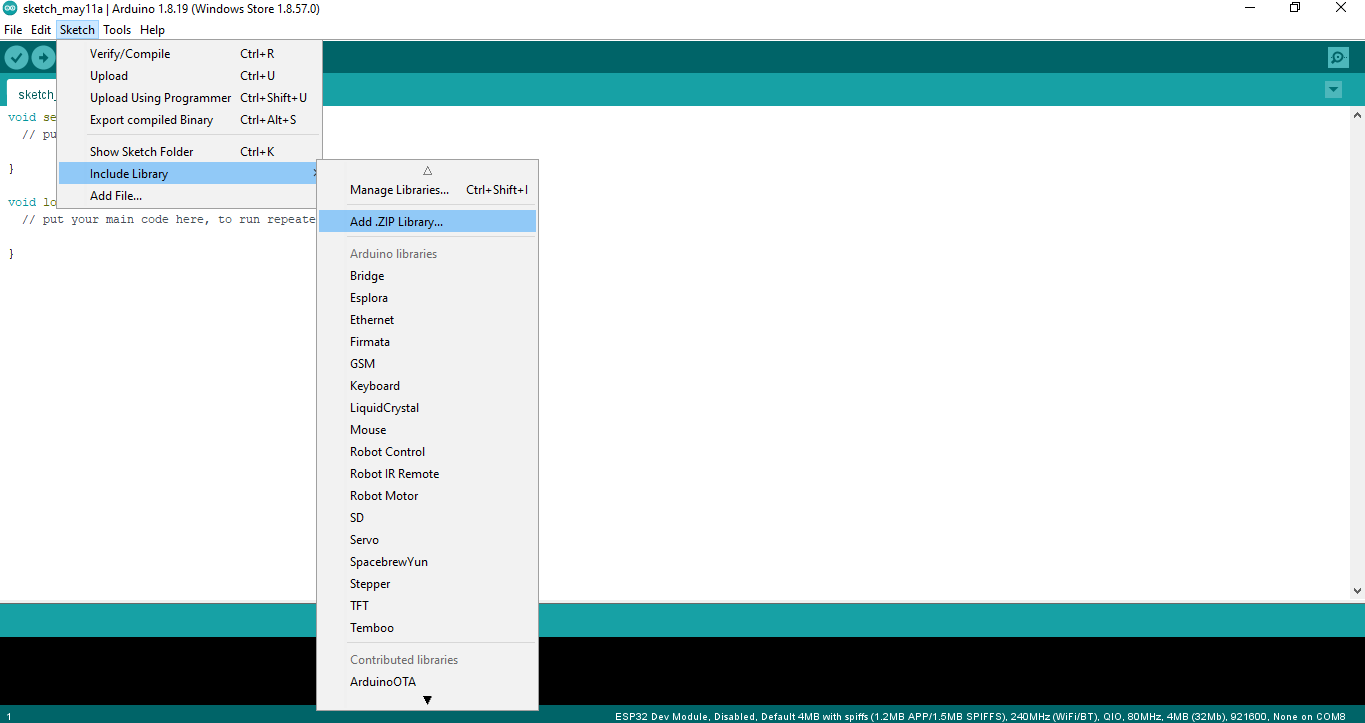 sketch_may11a | Arduino 1.8.19 (Windows Store 1.8.57.0)
File Edit Sketch Tools Help
Verify/Compile Ctrl+R
Upload Ctrl+U
Upload Using Programmer Ctrl+Shift+U
Export compiled Binary Ctrl+Alt+S
Show Sketch Folder Ctrl+K
Include Library
Add File...
sketch_
void se
// pu
}
void lo
// put your main code here, to run repeate
}
Manage Libraries... Ctrl+Shift+I
Add .ZIP Library...
Arduino libraries
Bridge
Esplora
Ethernet
Firmata
GSM
Keyboard
LiquidCrystal
Mouse
Robot Control
Robot IR Remote
Robot Motor
SD
Servo
SpacebrewYun
Stepper
TFT
Temboo
Contributed libraries
ArduinoOTA
1 ESP32 Dev Module, Disabled, Default 4MB with spiffs (1.2MB APP/1.5MB SPIFFS), 240MHz (WiFi/BT), QIO, 80MHz, 4MB (32Mb), 921600, None on COM8